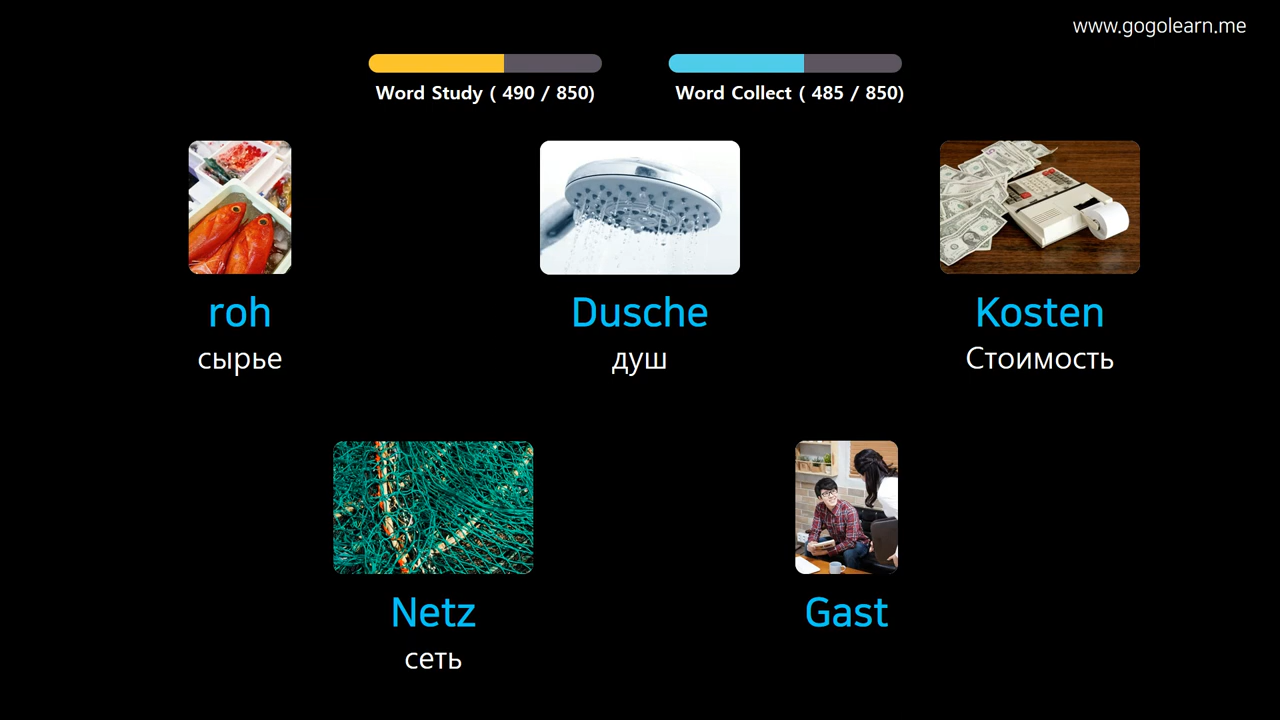 www.gogolearn.me
Word Study ( 490 / 850)
Word Collect ( 485 / 850)
roh
сырье
Dusche
душ
Kosten
Стоимость
Netz
сеть
Gast